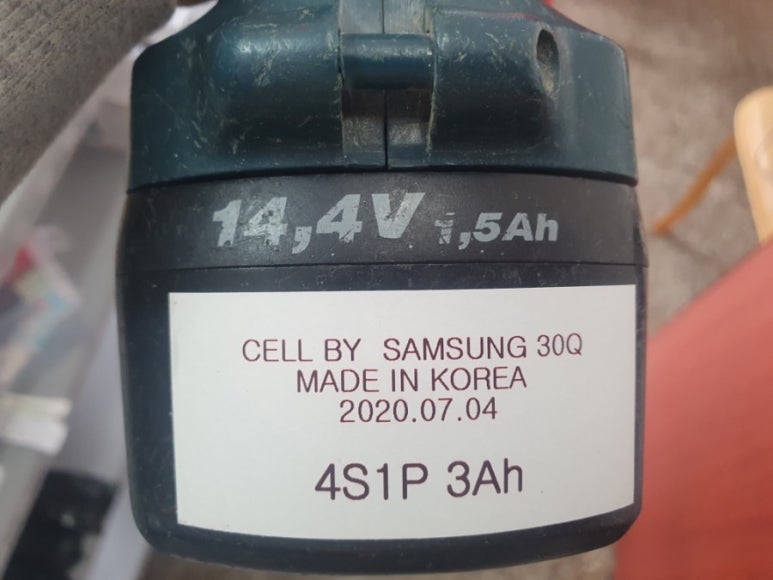 14,4V 1,5Ah
CELL BY SAMSUNG 30Q
MADE IN KOREA
2020.07.04
4S1P 3Ah